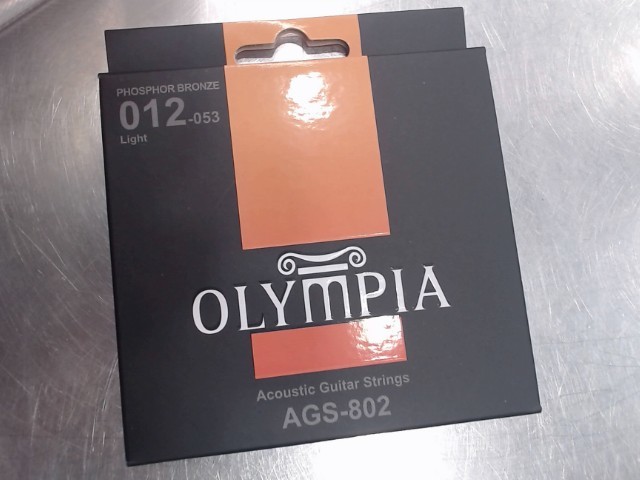 PHOSPHOR BRONZE
012-053
Light
OLYMPIA
Acoustic Guitar Strings
AGS-802